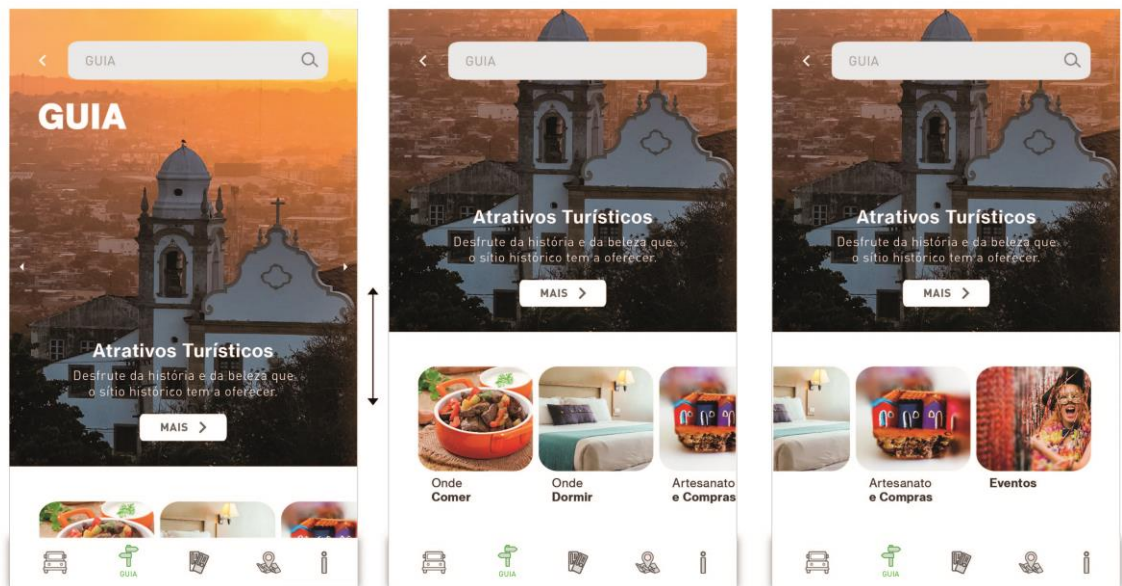 GUIA
GUIA
Atrativos Turísticos
Desfrute da história e da beleza que
o sítio histórico tem a oferecer.
MAIS
GUIA
GUIA
Atrativos Turísticos
Desfrute da história e da beleza que
o sítio histórico tem a oferecer.
MAIS
Onde
Comer
Onde
Dormir
Artesanato
e Compras
GUIA
GUIA
Atrativos Turísticos
Desfrute da história e da beleza que
o sítio histórico tem a oferecer.
MAIS
Artesanato
e Compras
Eventos
GUIA